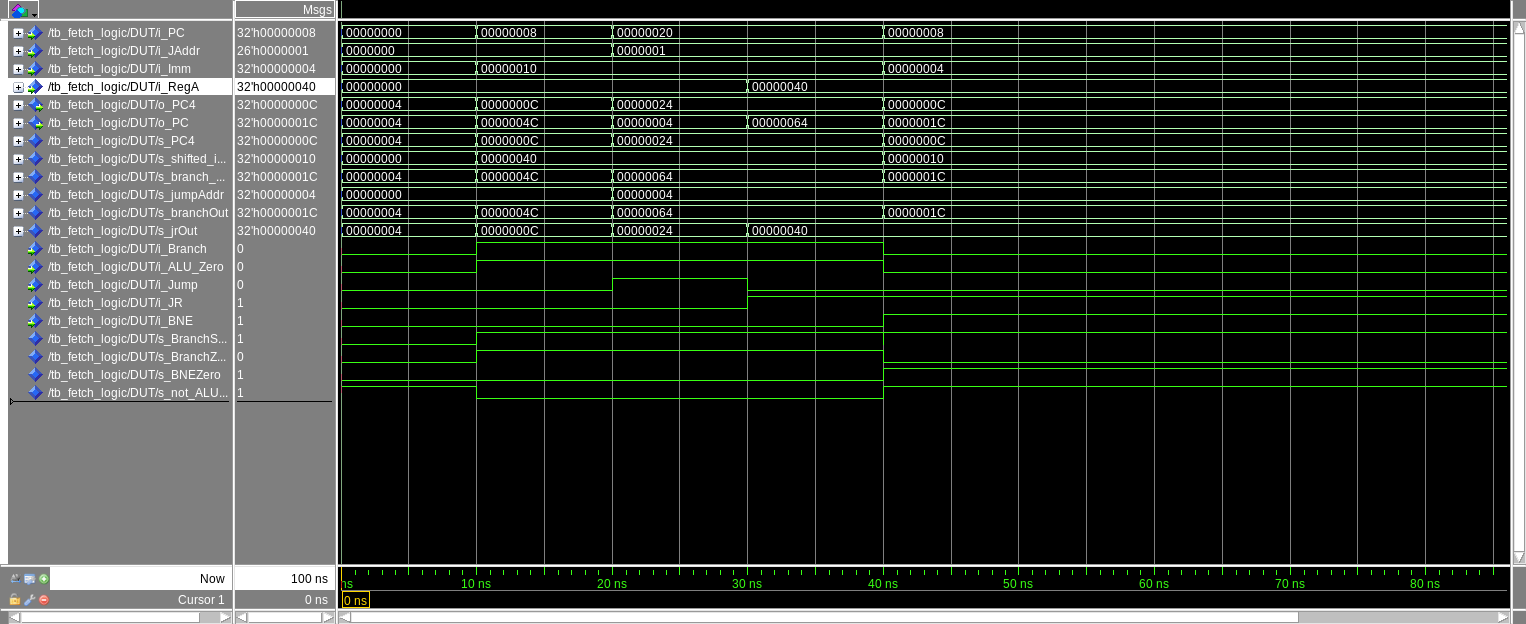 Msgs
/tb_fetch_logic/DUT/i_PC 32'h00000008 00000000 00000008 00000020 00000008
/tb_fetch_logic/DUT/i_JAddr 26'h0000001 0000000 0000001
/tb_fetch_logic/DUT/i_Imm 32'h00000004 00000000 00000010 00000004
/tb_fetch_logic/DUT/i_RegA 32'h00000040 00000000 00000040
/tb_fetch_logic/DUT/o_PC4 32'h0000000C 00000004 0000000C 00000024 0000000C
/tb_fetch_logic/DUT/o_PC 32'h0000001C 00000004 0000004C 00000004 00000064 0000001C
/tb_fetch_logic/DUT/s_PC4 32'h0000000C 00000004 0000000C 00000024 0000000C
/tb_fetch_logic/DUT/s_shifted_i... 32'h00000010 00000000 00000040 00000010
/tb_fetch_logic/DUT/s_branch_... 32'h0000001C 00000004 0000004C 00000064 0000001C
/tb_fetch_logic/DUT/s_jumpAddr 32'h00000004 00000000 00000004
/tb_fetch_logic/DUT/s_branchOut 32'h0000001C 00000004 0000004C 00000064 0000001C
/tb_fetch_logic/DUT/s_jrOut 32'h00000040 00000004 0000000C 00000024 00000040
/tb_fetch_logic/DUT/i_Branch 0
/tb_fetch_logic/DUT/i_ALU_Zero 0
/tb_fetch_logic/DUT/i_Jump 0
/tb_fetch_logic/DUT/i_JR 1
/tb_fetch_logic/DUT/i_BNE 1
/tb_fetch_logic/DUT/s_BranchS... 1
/tb_fetch_logic/DUT/s_BranchZ... 0
/tb_fetch_logic/DUT/s_BNEZero 1
/tb_fetch_logic/DUT/s_not_ALU... 1
Now 100 ns ns 10 ns 20 ns 30 ns 40 ns 50 ns 60 ns 70 ns 80 ns
Cursor 1 0 ns 0 ns